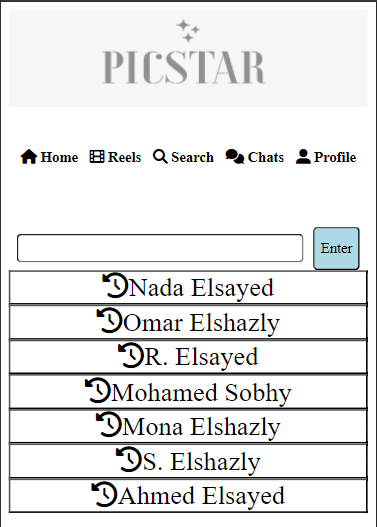 PICSTAR
Home Reels Search Chats Profile
Enter
Nada Elsayed
Omar Elshazly
R. Elsayed
Mohamed Sobhy
Mona Elshazly
S. Elshazly
Ahmed Elsayed